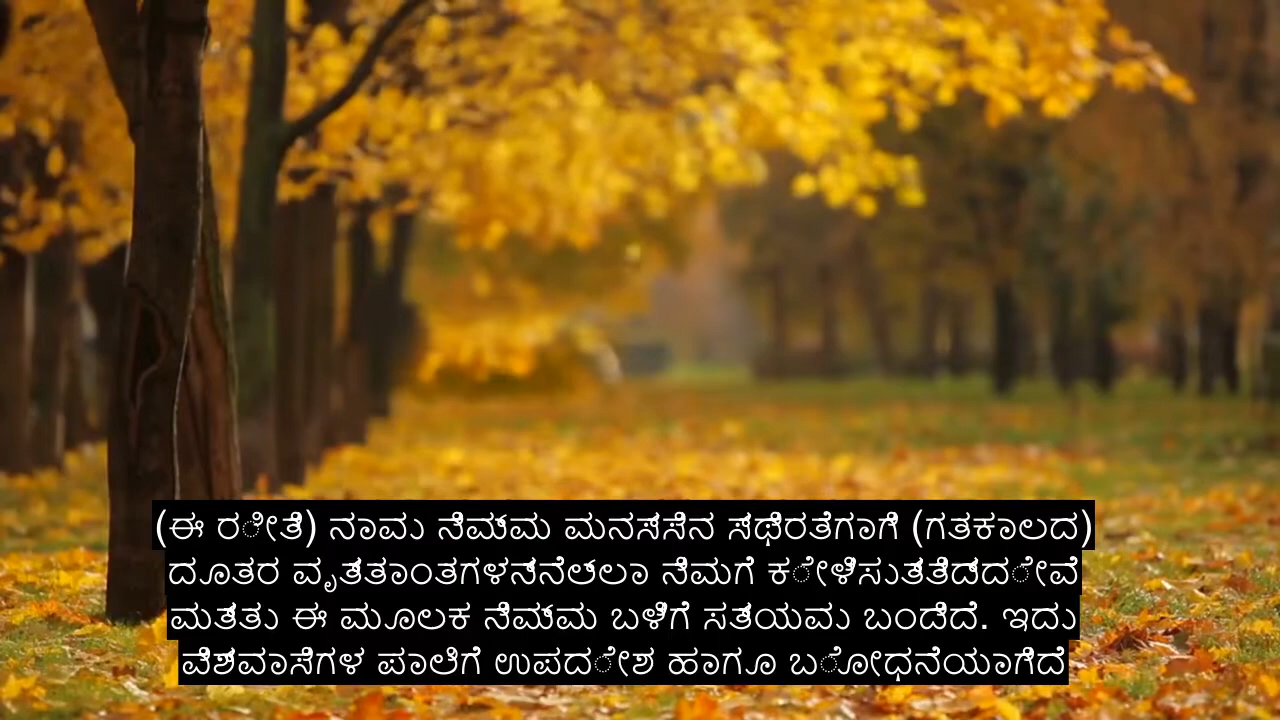 (ಈ ರೀತಿ) ನಾವು ನಿಮ್ಮ ಮನಸ್ಸಿನ ಸ್ಥಿರತೆಗಾಗಿ (ಗತಕಾಲದ)
ದೂತರ ವೃತ್ತಾಂತಗಳನ್ನೆಲ್ಲಾ ನಿಮಗೆ ಕೇಳಿಸುತ್ತಿದ್ದೇವೆ
ಮತ್ತು ಈ ಮೂಲಕ ನಿಮ್ಮ ಬಳಿಗೆ ಸತ್ಯವು ಬಂದಿದೆ. ಇದು
ವಿಶ್ವಾಸಿಗಳ ಪಾಲಿಗೆ ಉಪದೇಶ ಹಾಗೂ ಬೋಧನೆಯಾಗಿದೆ